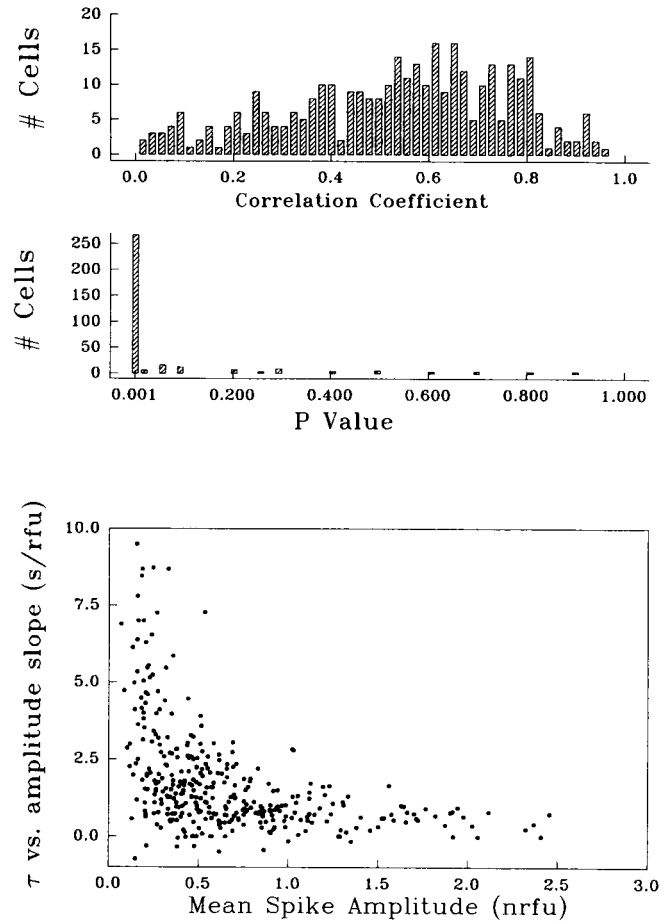 20
15
10
5
0
# Cells
0.0 0.2 0.4 0.6 0.8 1.0
Correlation Coefficient
250
200
150
100
50
0
# Cells
0.001 0.200 0.400 0.600 0.800 1.000
P Value
10.0
7.5
5.0
2.5
0.0
τ vs. amplitude slope (s/rfu)
0.0 0.5 1.0 1.5 2.0 2.5 3.0
Mean Spike Amplitude (nrfu)